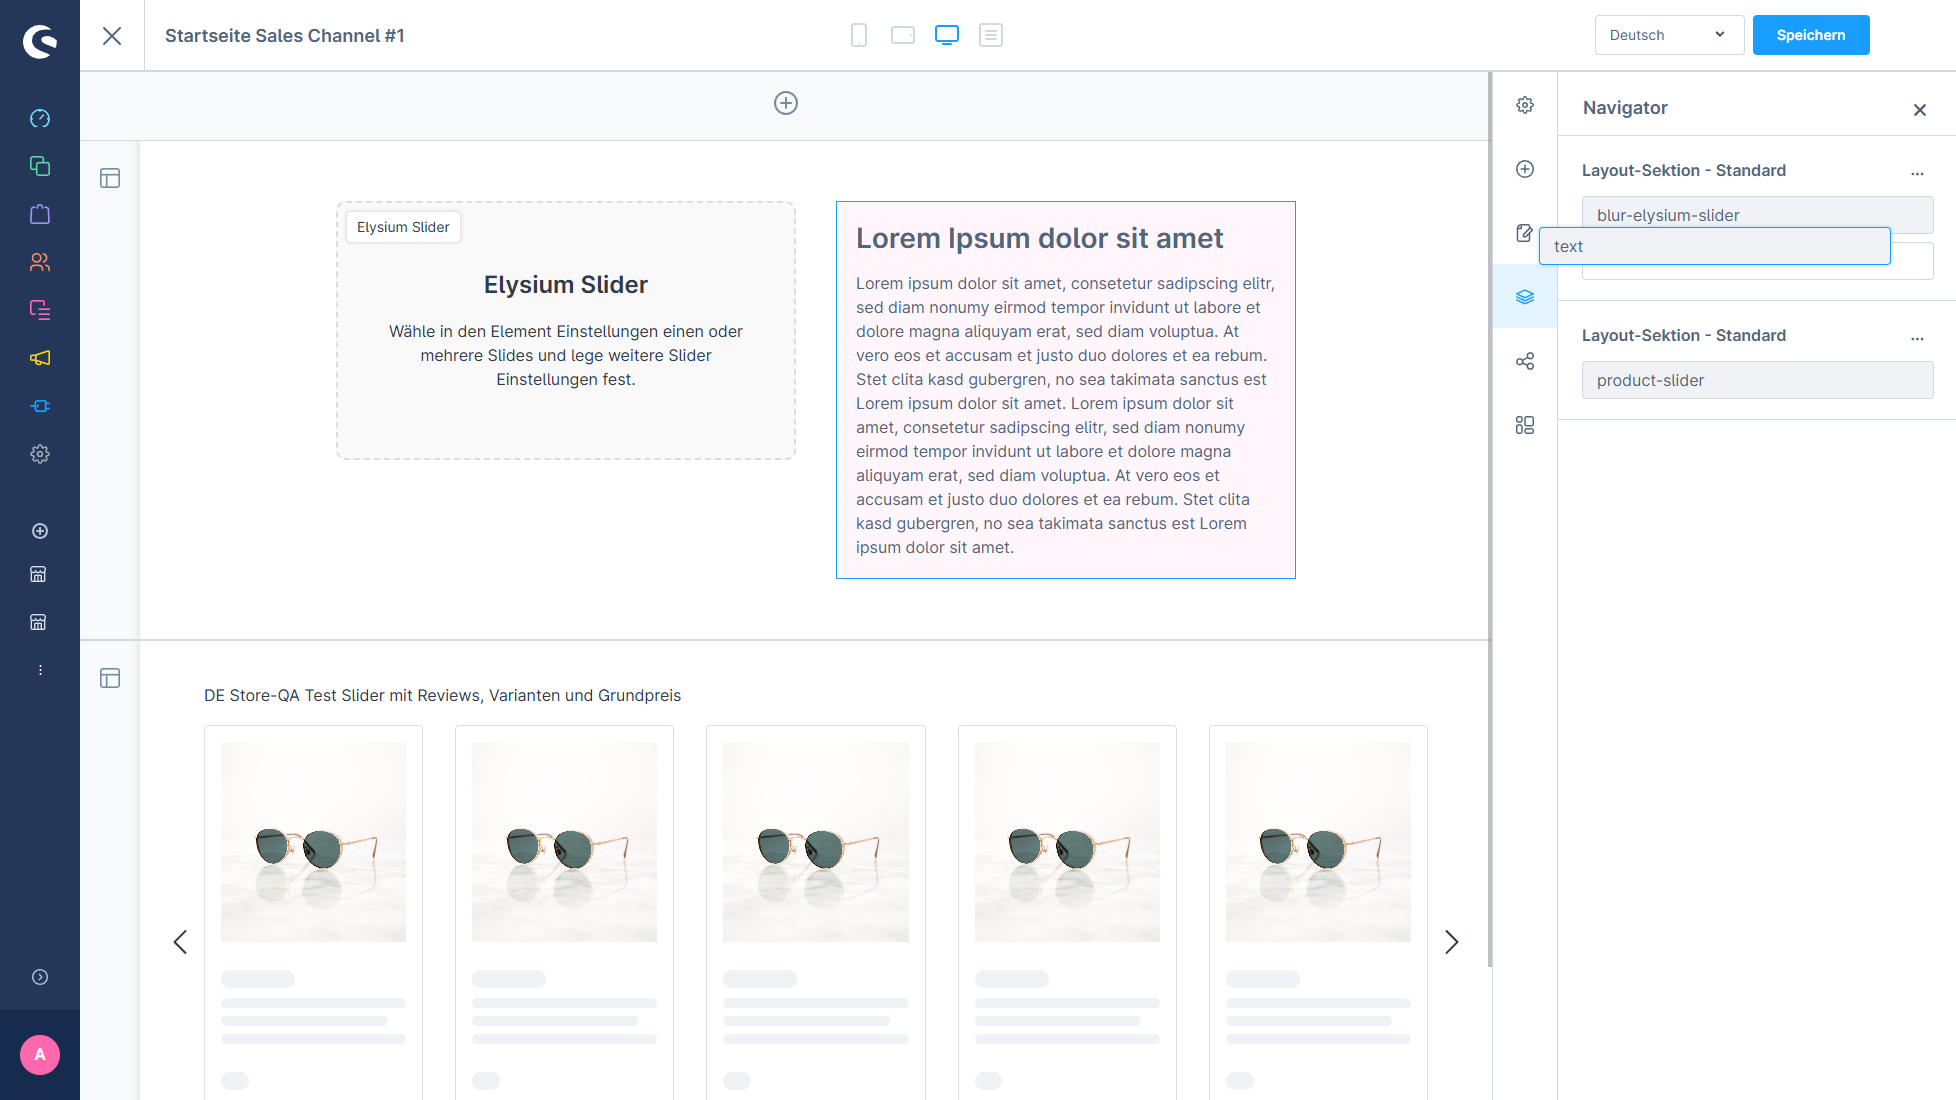 Startseite Sales Channel #1
Deutsch
Speichern
Elysium Slider
Elysium Slider
Wähle in den Element Einstellungen einen oder
mehrere Slides und lege weitere Slider
Einstellungen fest.
Lorem Ipsum dolor sit amet
Lorem ipsum dolor sit amet, consetetur sadipscing elitr,
sed diam nonumy eirmod tempor invidunt ut labore et
dolore magna aliquyam erat, sed diam voluptua. At
vero eos et accusam et justo duo dolores et ea rebum.
Stet clita kasd gubergren, no sea takimata sanctus est
Lorem ipsum dolor sit amet. Lorem ipsum dolor sit
amet, consetetur sadipscing elitr, sed diam nonumy
eirmod tempor invidunt ut labore et dolore magna
aliquyam erat, sed diam voluptua. At vero eos et
accusam et justo duo dolores et ea rebum. Stet clita
kasd gubergren, no sea takimata sanctus est Lorem
ipsum dolor sit amet.
DE Store-QA Test Slider mit Reviews, Varianten und Grundpreis
Navigator
Layout-Sektion - Standard
blur-elysium-slider
text
Layout-Sektion - Standard
product-slider
A